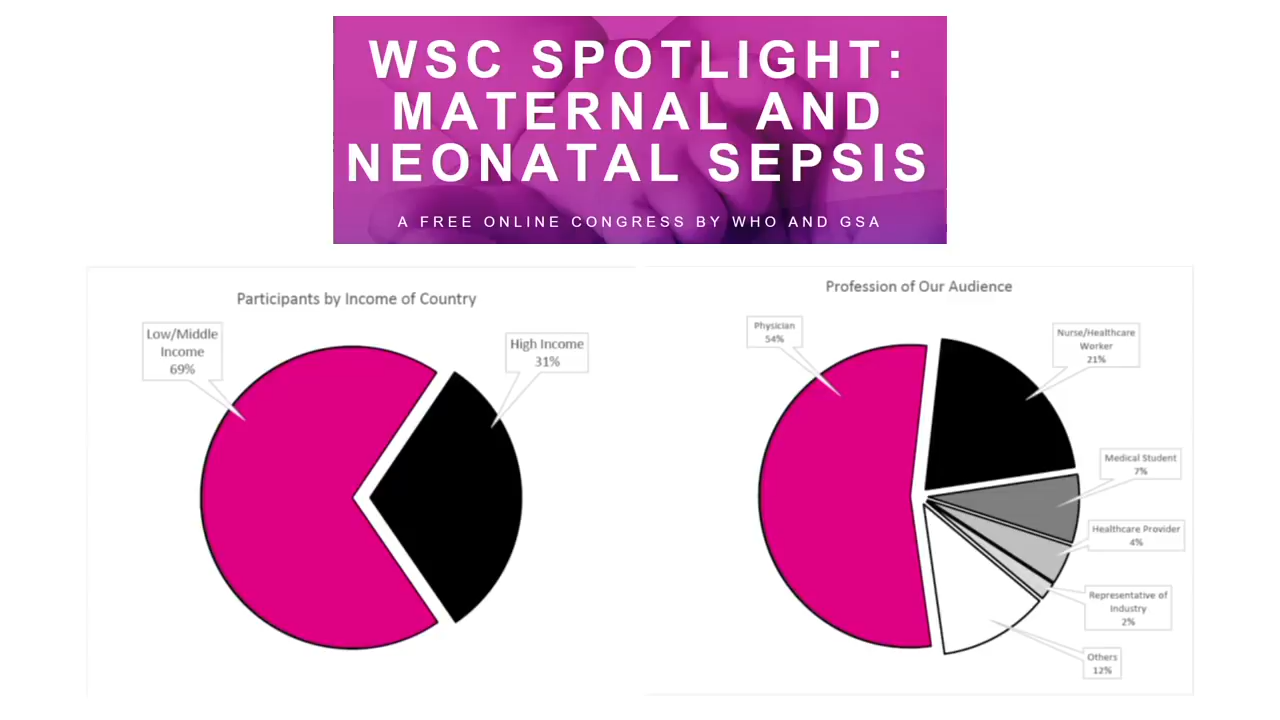 WSC SPOTLIGHT:
MATERNAL AND
NEONATAL SEPSIS
A FREE ONLINE CONGRESS BY WHO AND GSA
Participants by Income of Country
Low/Middle
Income
69%
High Income
31%
Profession of Our Audience
Physician
54%
Nurse/Healthcare
Worker
21%
Medical Student
7%
Healthcare Provider
4%
Representative of
Industry
2%
Others
12%